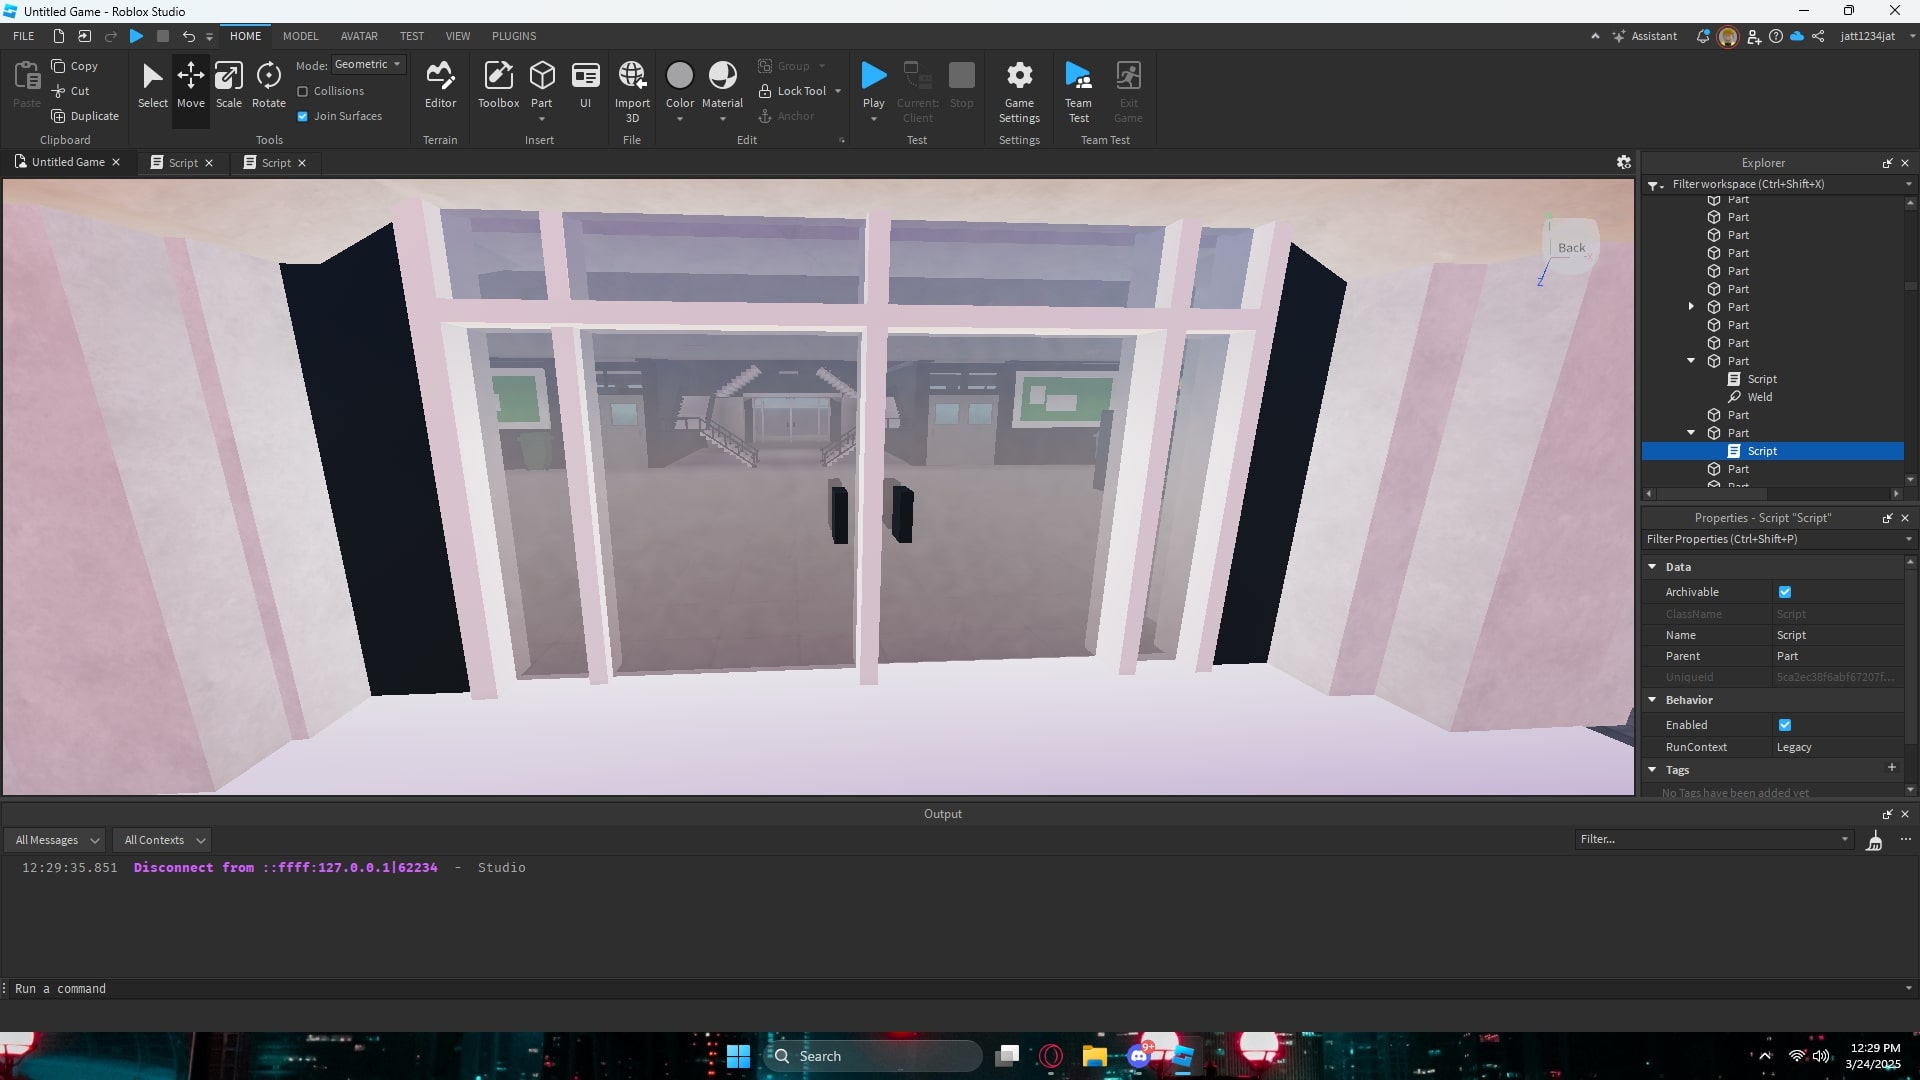 Untitled Game - Roblox Studio
FILE HOME MODEL AVATAR TEST VIEW PLUGINS Assistant jatt1234jat
Paste Copy Cut Duplicate
Clipboard
Select Move Scale Rotate
Mode: Geometric
Collisions
Join Surfaces
Tools
Editor
Terrain
Toolbox Part UI
Insert
Import 3D
File
Color Material Group Lock Tool Anchor
Edit
Play Current: Client Stop
Test
Game Settings
Settings
Team Test Exit Game
Team Test
Untitled Game Script Script
Back
Z
Explorer
Filter workspace (Ctrl+Shift+X)
Part
Part
Part
Part
Part
Part
Part
Part
Part
Part
Script
Weld
Part
Part
Script
Part
Part
Properties - Script "Script"
Filter Properties (Ctrl+Shift+P)
Data
Archivable
ClassName Script
Name Script
Parent Part
UniqueId 5ca2ec38f6abf67207f...
Behavior
Enabled
RunContext Legacy
Tags +
No Tags have been added yet
Output
All Messages All Contexts Filter...
12:29:35.851 Disconnect from ::ffff:127.0.0.1|62234 - Studio
Run a command
Search
9+
12:29 PM
3/24/2025